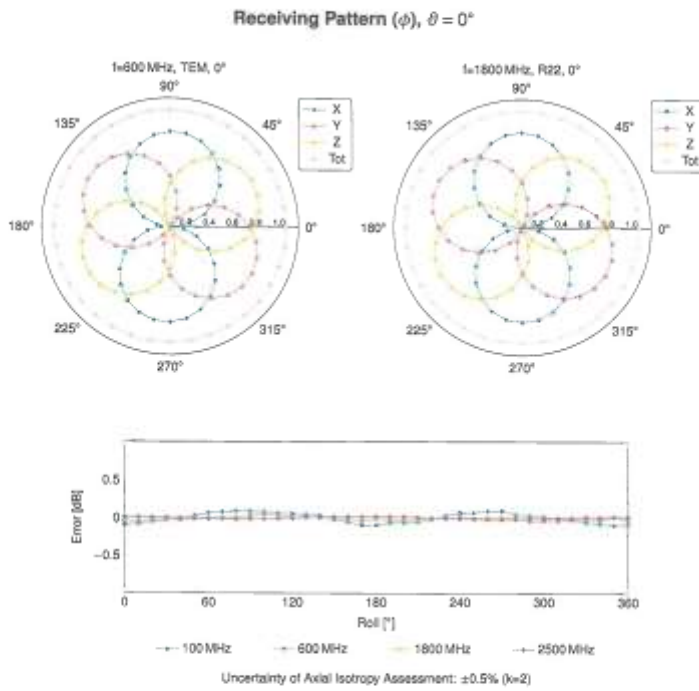 Receiving Pattern (ϕ), ϑ = 0°
f=600 MHz, TEM, 0°
90°
135°
45°
180°
0.2 0.4 0.6 0.8 1.0
0°
225°
315°
270°
X
Y
Z
Tot
f=1800 MHz, R22, 0°
90°
135°
45°
180°
0.2 0.4 0.6 0.8 1.0
0°
225°
315°
270°
X
Y
Z
Tot
Error [dB]
0.5
0
−0.5
0 60 120 180 240 300 360
Roll [°]
100 MHz 600 MHz 1800 MHz 2500 MHz
Uncertainty of Axial Isotropy Assessment: ±0.5% (k=2)